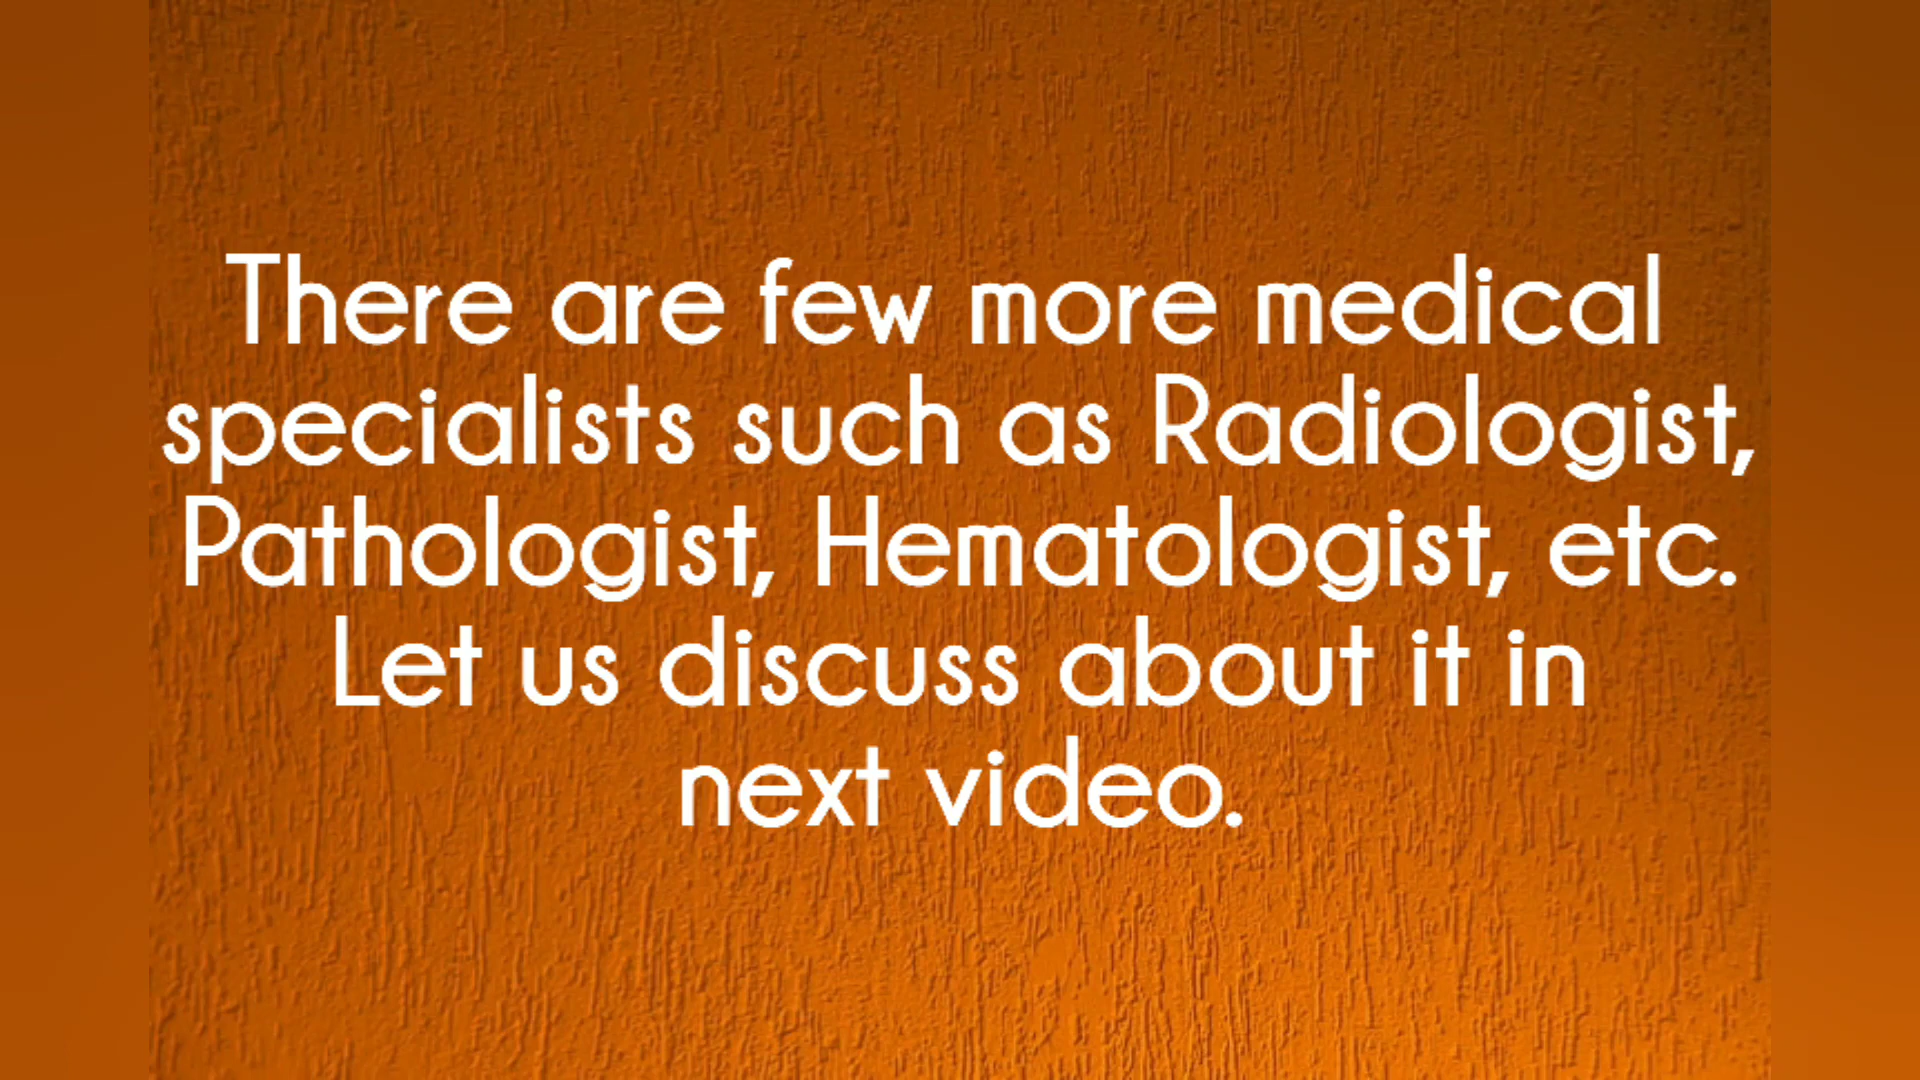 There are few more medical
specialists such as Radiologist,
Pathologist, Hematologist, etc.
Let us discuss about it in
next video.